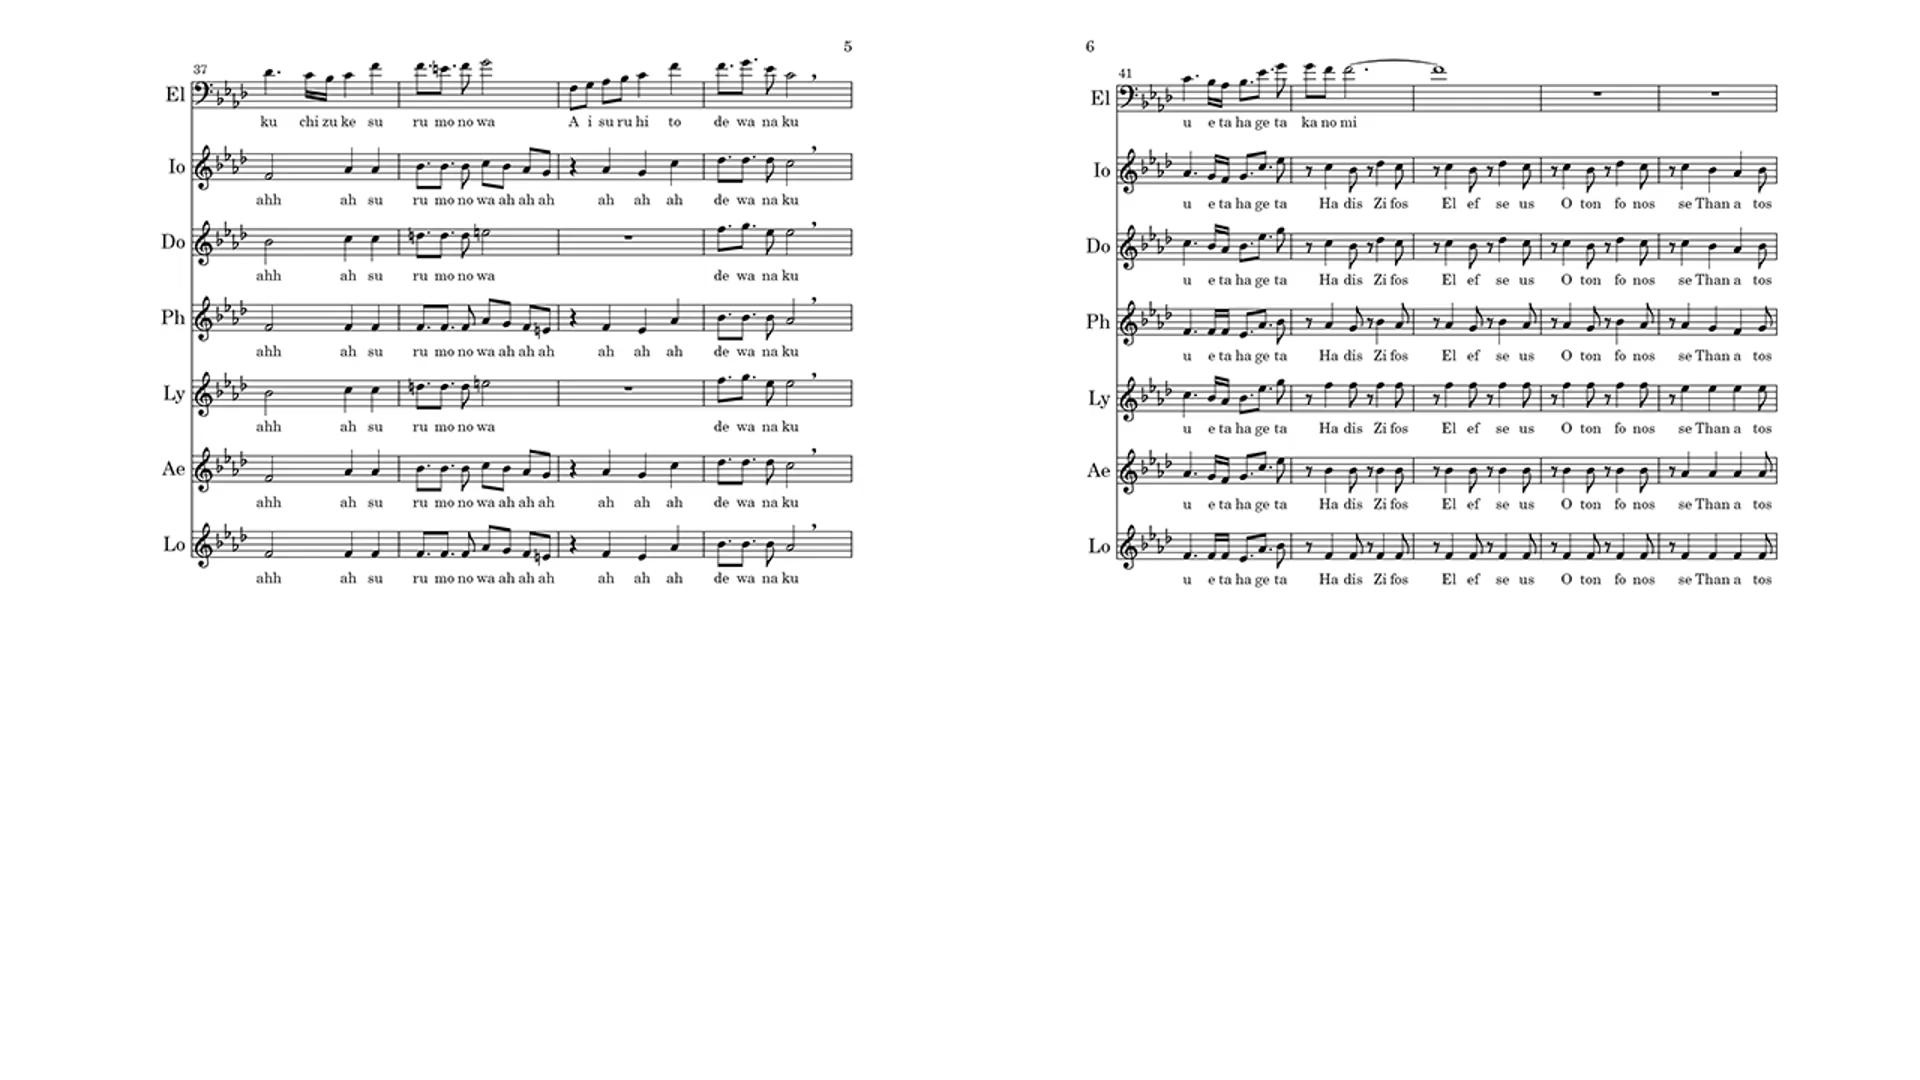 5
37
El
ku chi zu ke su ru mo no wa A i su ru hi to de wa na ku
Io
ahh ah su ru mo no wa ah ah ah ah ah ah de wa na ku
Do
ahh ah su ru mo no wa de wa na ku
Ph
ahh ah su ru mo no wa ah ah ah ah ah ah de wa na ku
Ly
ahh ah su ru mo no wa de wa na ku
Ae
ahh ah su ru mo no wa ah ah ah ah ah ah de wa na ku
Lo
ahh ah su ru mo no wa ah ah ah ah ah ah de wa na ku
6
41
El
u e ta ha ge ta ka no mi
Io
u e ta ha ge ta Ha dis Zi fos El ef se us O ton fo nos se Than a tos
Do
u e ta ha ge ta Ha dis Zi fos El ef se us O ton fo nos se Than a tos
Ph
u e ta ha ge ta Ha dis Zi fos El ef se us O ton fo nos se Than a tos
Ly
u e ta ha ge ta Ha dis Zi fos El ef se us O ton fo nos se Than a tos
Ae
u e ta ha ge ta Ha dis Zi fos El ef se us O ton fo nos se Than a tos
Lo
u e ta ha ge ta Ha dis Zi fos El ef se us O ton fo nos se Than a tos